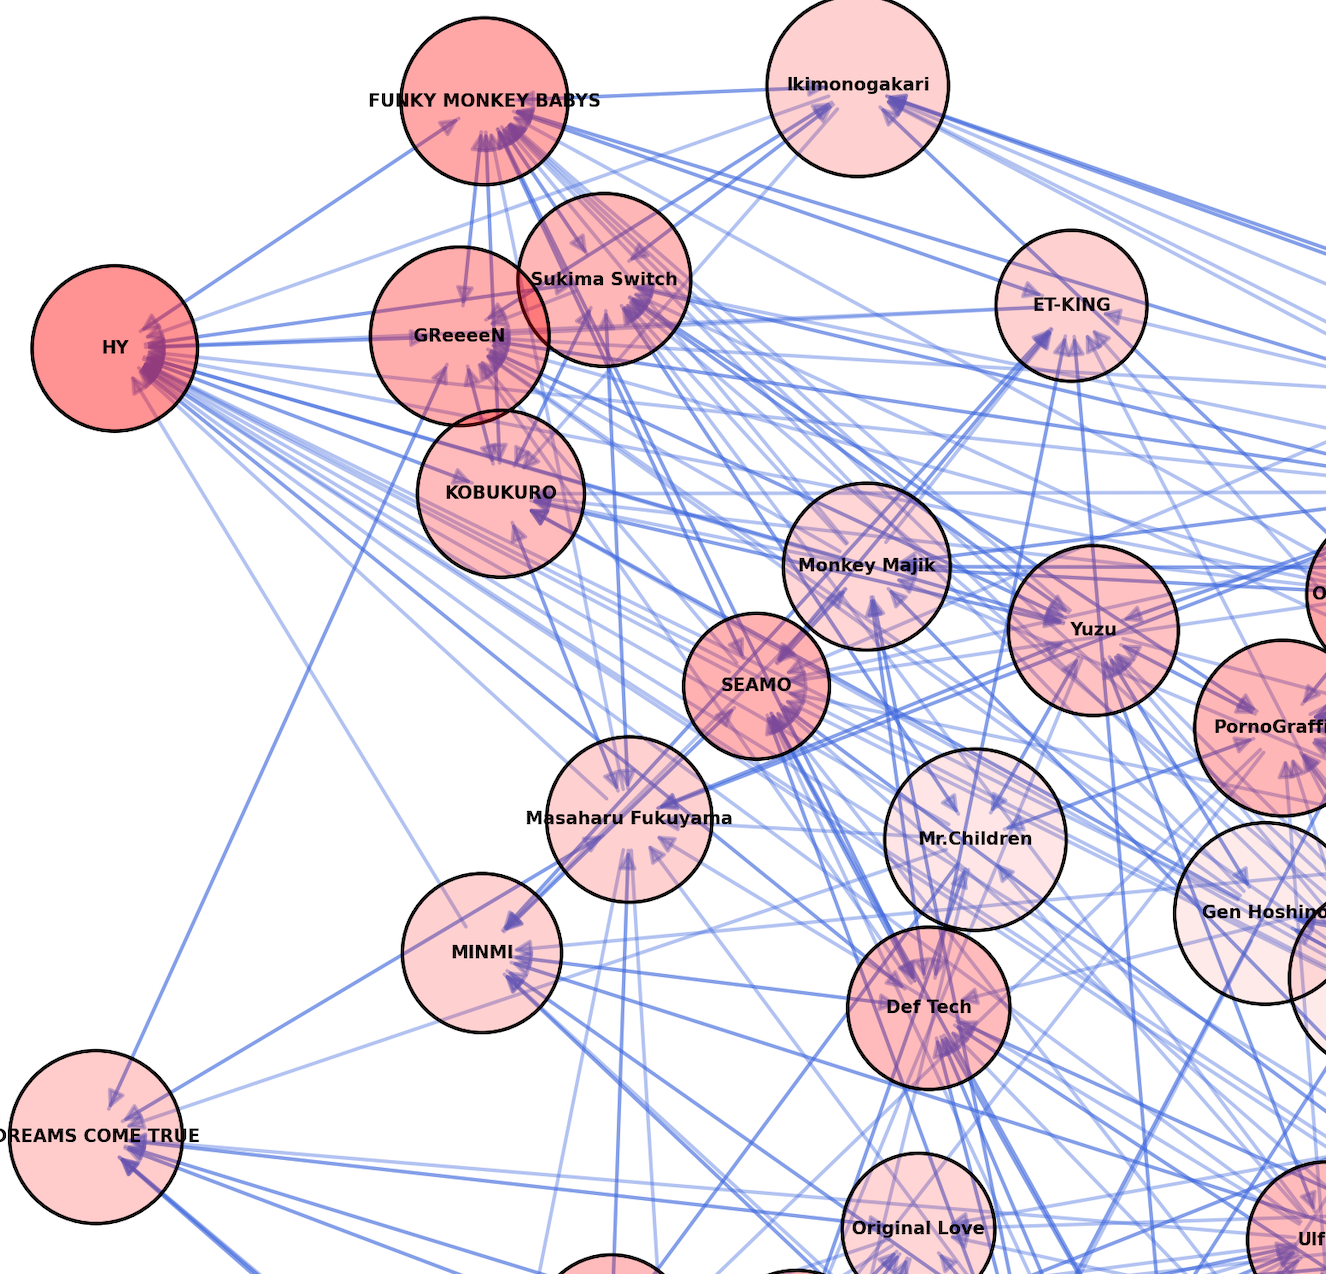 Ikimonogakari
FUNKY MONKEY BABYS
Sukima Switch
ET-KING
GReeeeN
HY
KOBUKURO
Monkey Majik
O
Yuzu
SEAMO
PornoGraffi
Masaharu Fukuyama
Mr.Children
Gen Hoshino
MINMI
Def Tech
DREAMS COME TRUE
Original Love
Ulf